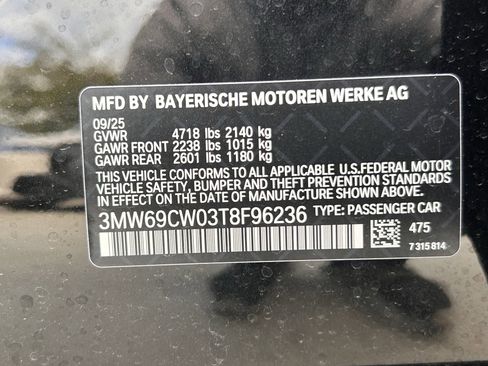 MFD BY BAYERISCHE MOTOREN WERKE AG
09/25
GVWR 4718 lbs 2140 kg
GAWR FRONT 2238 lbs 1015 kg
GAWR REAR 2601 lbs 1180 kg
THIS VEHICLE CONFORMS TO ALL APPLICABLE U.S.FEDERAL MOTOR
VEHICLE SAFETY, BUMPER AND THEFT PREVENTION STANDARDS
IN EFFECT ON THE DATE OF MANUFACTURE SHOWN ABOVE.
3MW69CW03T8F96236 TYPE: PASSENGER CAR
475
7 315 814